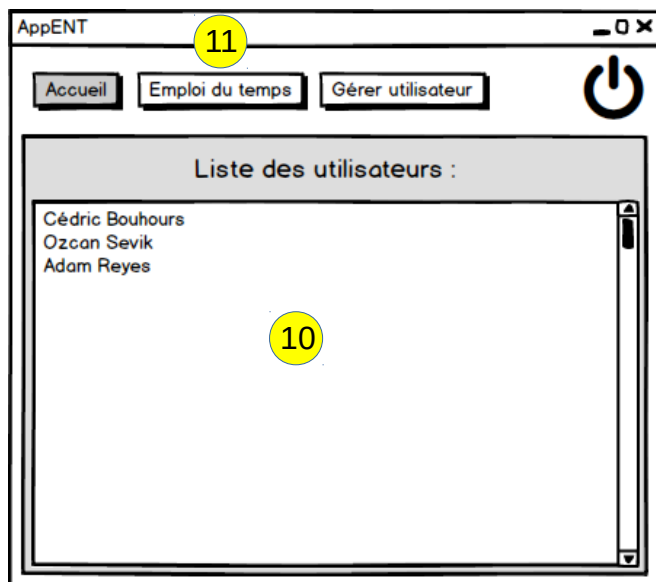 AppENT
11
Accueil Emploi du temps Gérer utilisateur
Liste des utilisateurs :
Cédric Bouhours
Ozcan Sevik
Adam Reyes
10